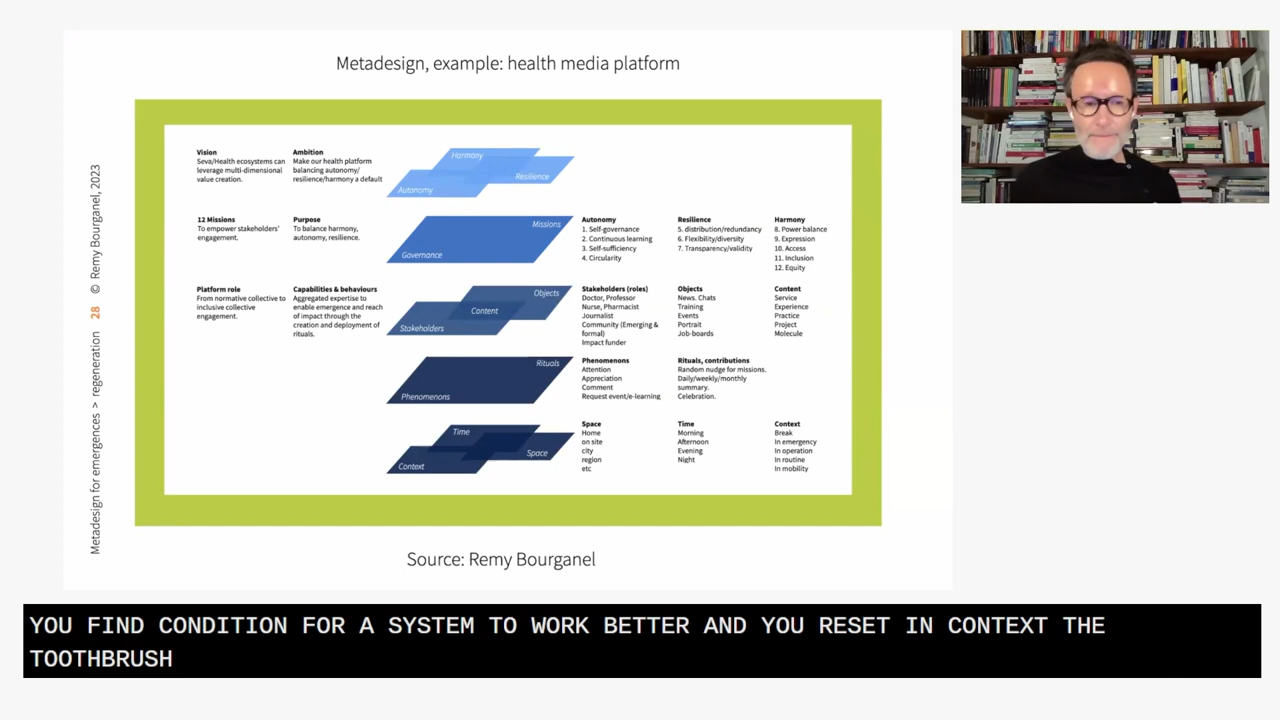 Metadesign, example: health media platform
Metadesign for emergences > regeneration 28 © Remy Bourganel, 2023
Vision
Seva/Health ecosystems can
leverage multi-dimensional
value creation.
Ambition
Make our health platform
balancing autonomy/
resilience/harmony a default
Harmony
Resilience
Autonomy
12 Missions
To empower stakeholders'
engagement.
Purpose
To balance harmony,
autonomy, resilience.
Missions
Governance
Autonomy
1. Self-governance
2. Continuous learning
3. Self-sufficiency
4. Circularity
Resilience
5. distribution/redundancy
6. Flexibility/diversity
7. Transparency/validity
Harmony
8. Power balance
9. Expression
10. Access
11. Inclusion
12. Equity
Platform role
From normative collective to
inclusive collective
engagement.
Capabilities & behaviours
Aggregated expertise to
enable emergence and reach
of impact through the
creation and deployment of
rituals.
Objects
Content
Stakeholders
Stakeholders (roles)
Doctor, Professor
Nurse, Pharmacist
Journalist
Community (Emerging &
formal)
Impact funder
Objects
News. Chats
Training
Events
Portrait
Job-boards
Content
Service
Experience
Practice
Project
Molecule
Rituals
Phenomenons
Phenomenons
Attention
Appreciation
Comment
Request event/e-learning
Rituals, contributions
Random nudge for missions.
Daily/weekly/monthly
summary.
Celebration.
Time
Space
Context
Space
Home
on site
city
region
etc
Time
Morning
Afternoon
Evening
Night
Context
Break
In emergency
In operation
In routine
In mobility
Source: Remy Bourganel
YOU FIND CONDITION FOR A SYSTEM TO WORK BETTER AND YOU RESET IN CONTEXT THE
TOOTHBRUSH